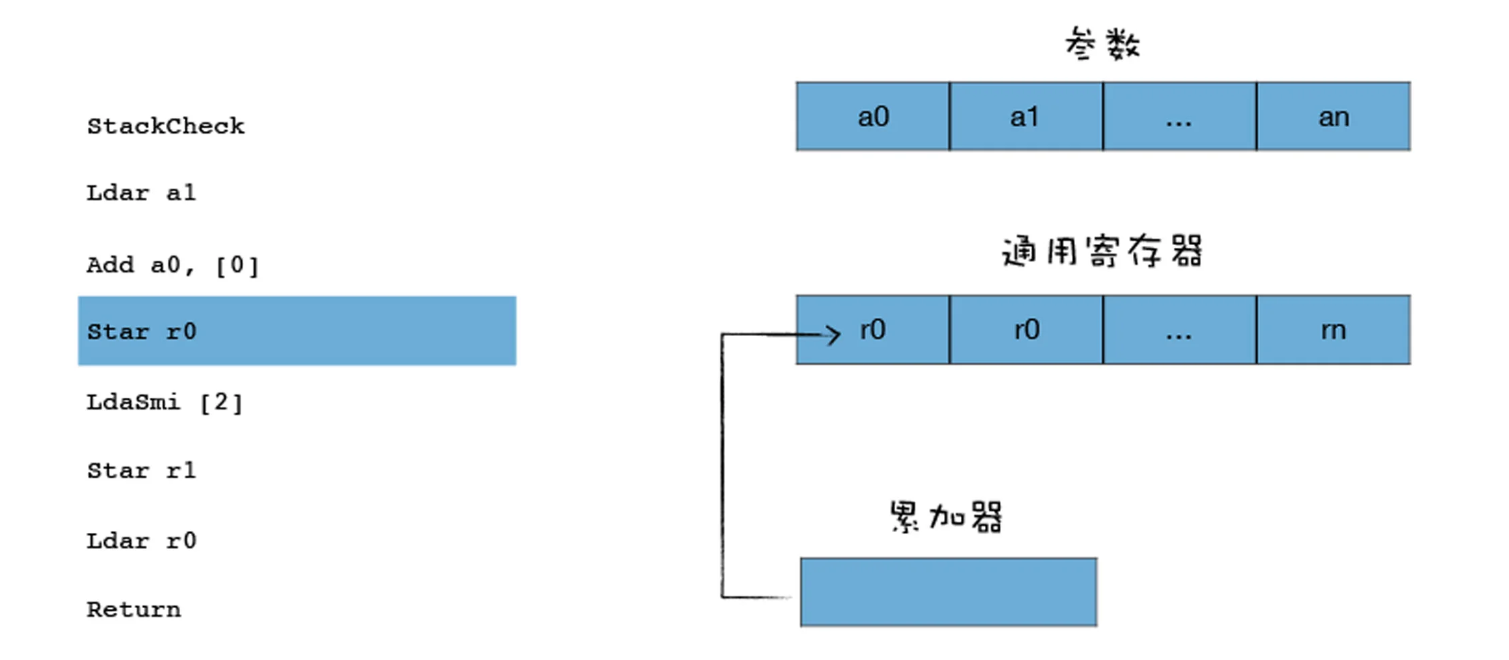 StackCheck
Ldar a1
Add a0, [0]
Star r0
LdaSmi [2]
Star r1
Ldar r0
Return
参数
a0 a1 ... an
通用寄存器
r0 r0 ... rn
累加器